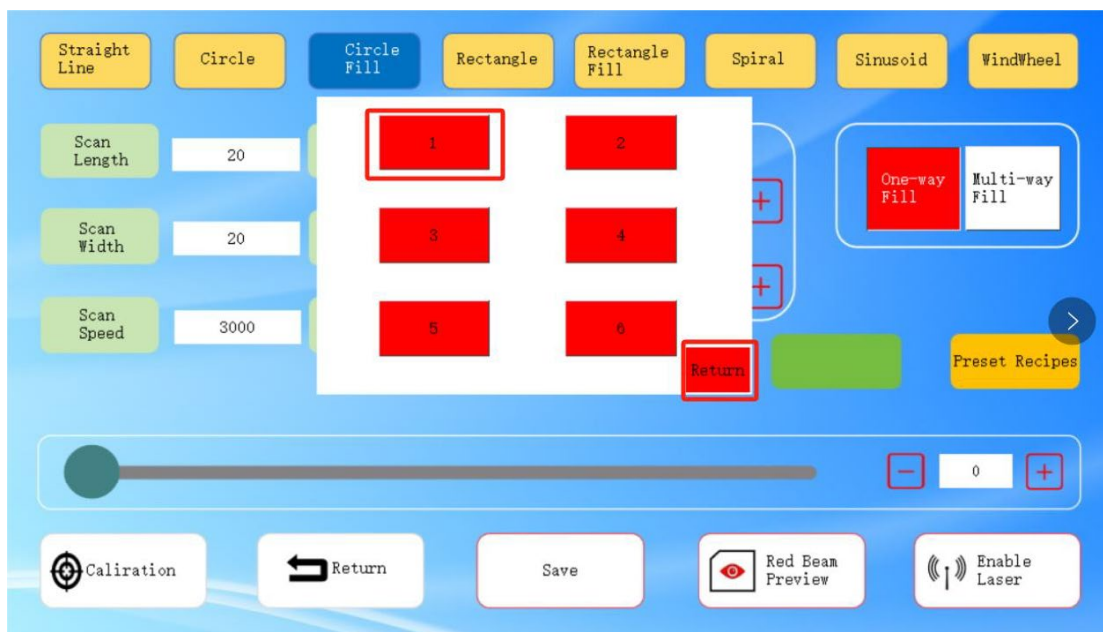 Straight
Line
Circle
Circle
Fill
Rectangle
Rectangle
Fill
Spiral
Sinusoid
WindWheel
Scan
Length
20
1
2
One-way
Fill
Multi-way
Fill
+
Scan
Width
20
3
4
+
Scan
Speed
3000
5
6
Return
Preset Recipes
−
0
+
Caliration
Return
Save
Red Beam
Preview
Enable
Laser